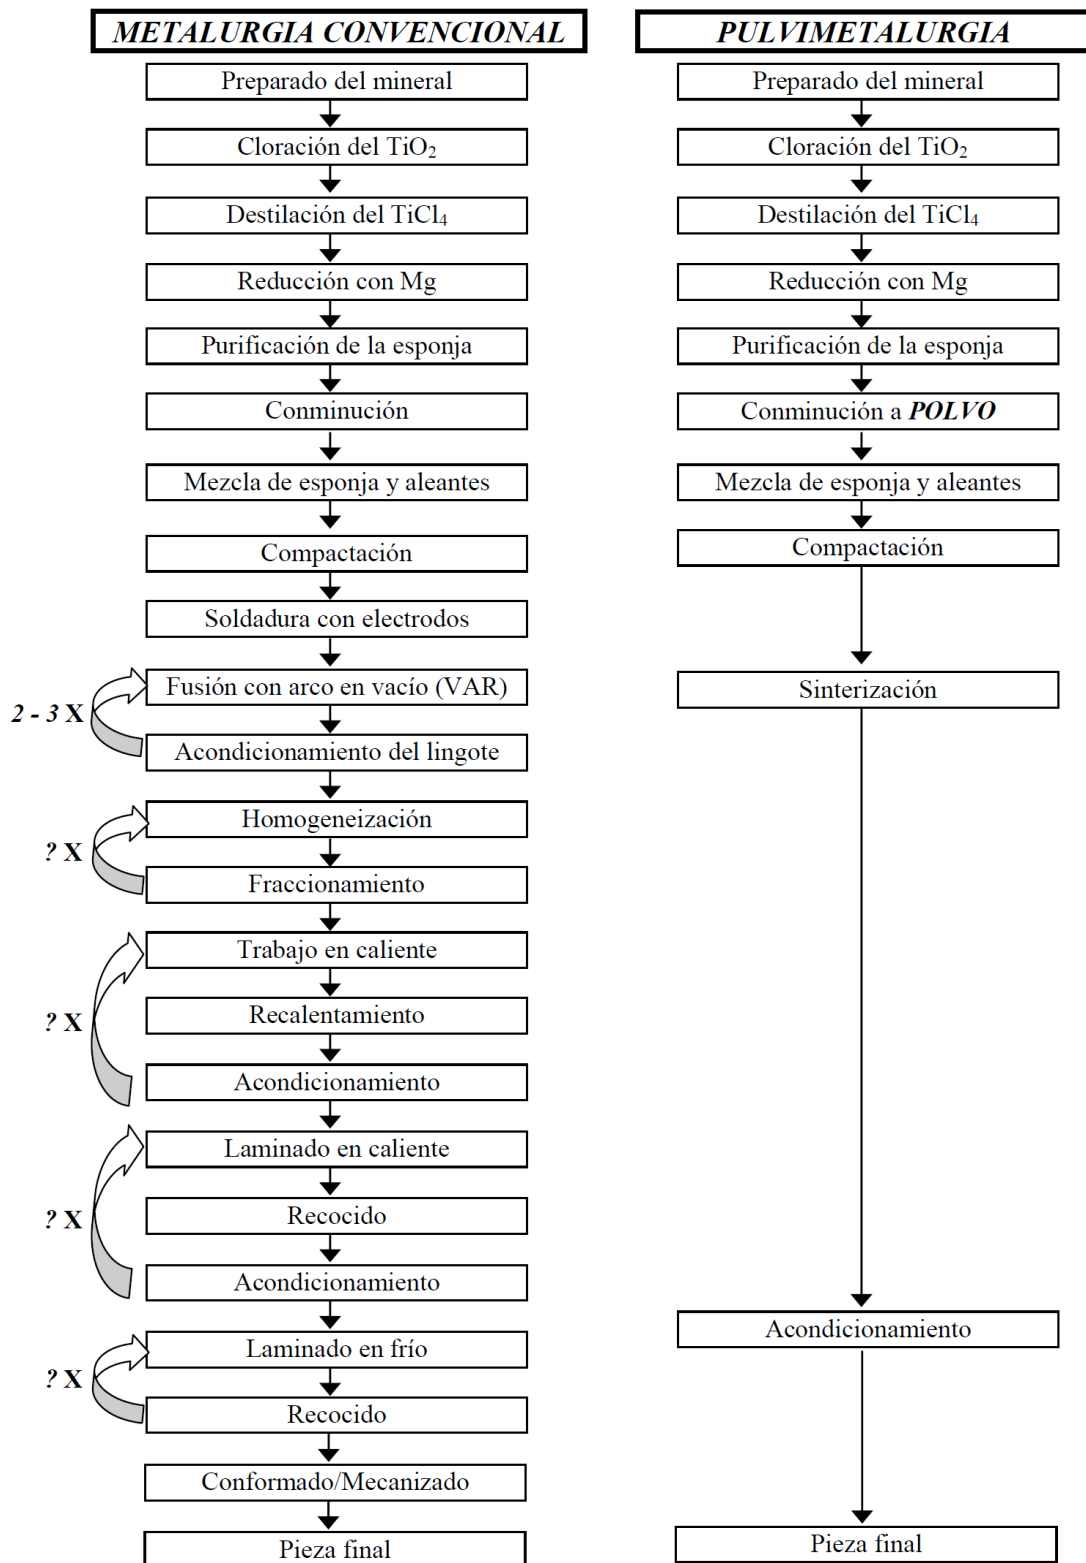 METALURGIA CONVENCIONAL
Preparado del mineral
Cloración del TiO₂
Destilación del TiCl₄
Reducción con Mg
Purificación de la esponja
Conminución
Mezcla de esponja y aleantes
Compactación
Soldadura con electrodos
Fusión con arco en vacío (VAR)
2 - 3 X
Acondicionamiento del lingote
Homogeneización
? X
Fraccionamiento
Trabajo en caliente
? X
Recalentamiento
Acondicionamiento
Laminado en caliente
? X
Recocido
Acondicionamiento
Laminado en frío
? X
Recocido
Conformado/Mecanizado
Pieza final
PULVIMETALURGIA
Preparado del mineral
Cloración del TiO₂
Destilación del TiCl₄
Reducción con Mg
Purificación de la esponja
Conminución a POLVO
Mezcla de esponja y aleantes
Compactación
Sinterización
Acondicionamiento
Pieza final